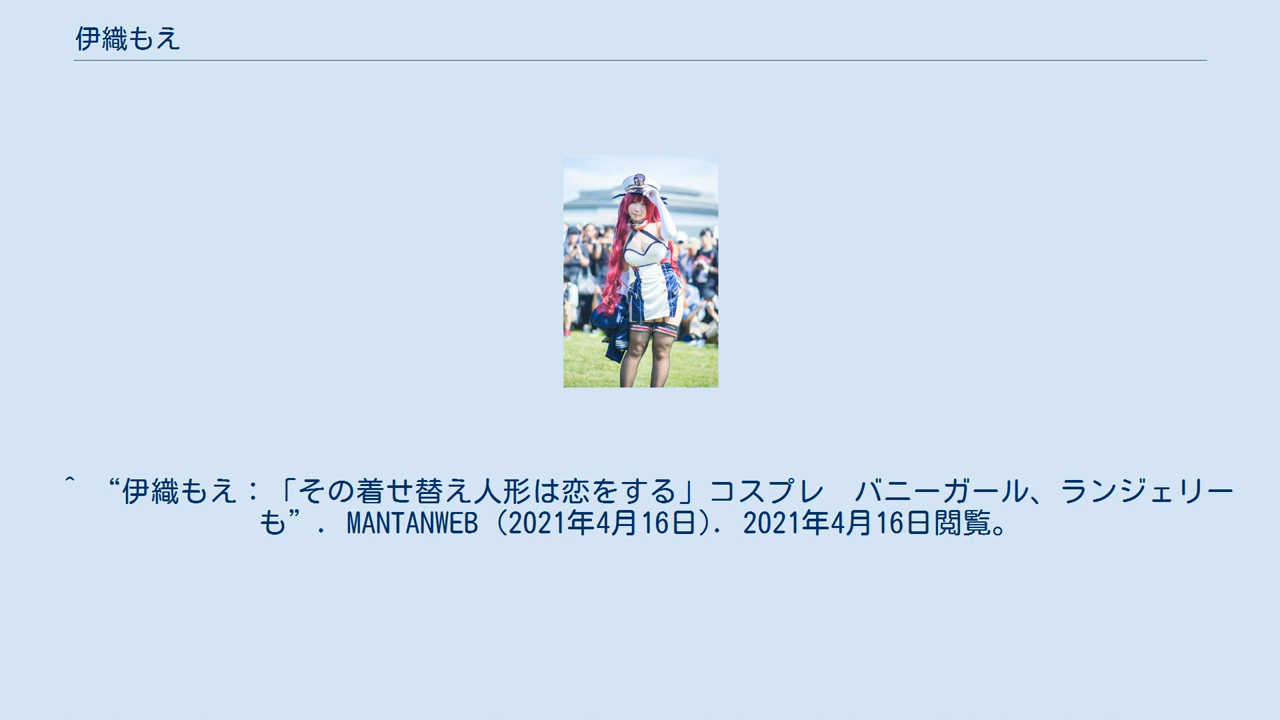 伊織もえ
^ “伊織もえ：「その着せ替え人形は恋をする」コスプレ　バニーガール、ランジェリー
も”. MANTANWEB (2021年4月16日). 2021年4月16日閲覧。